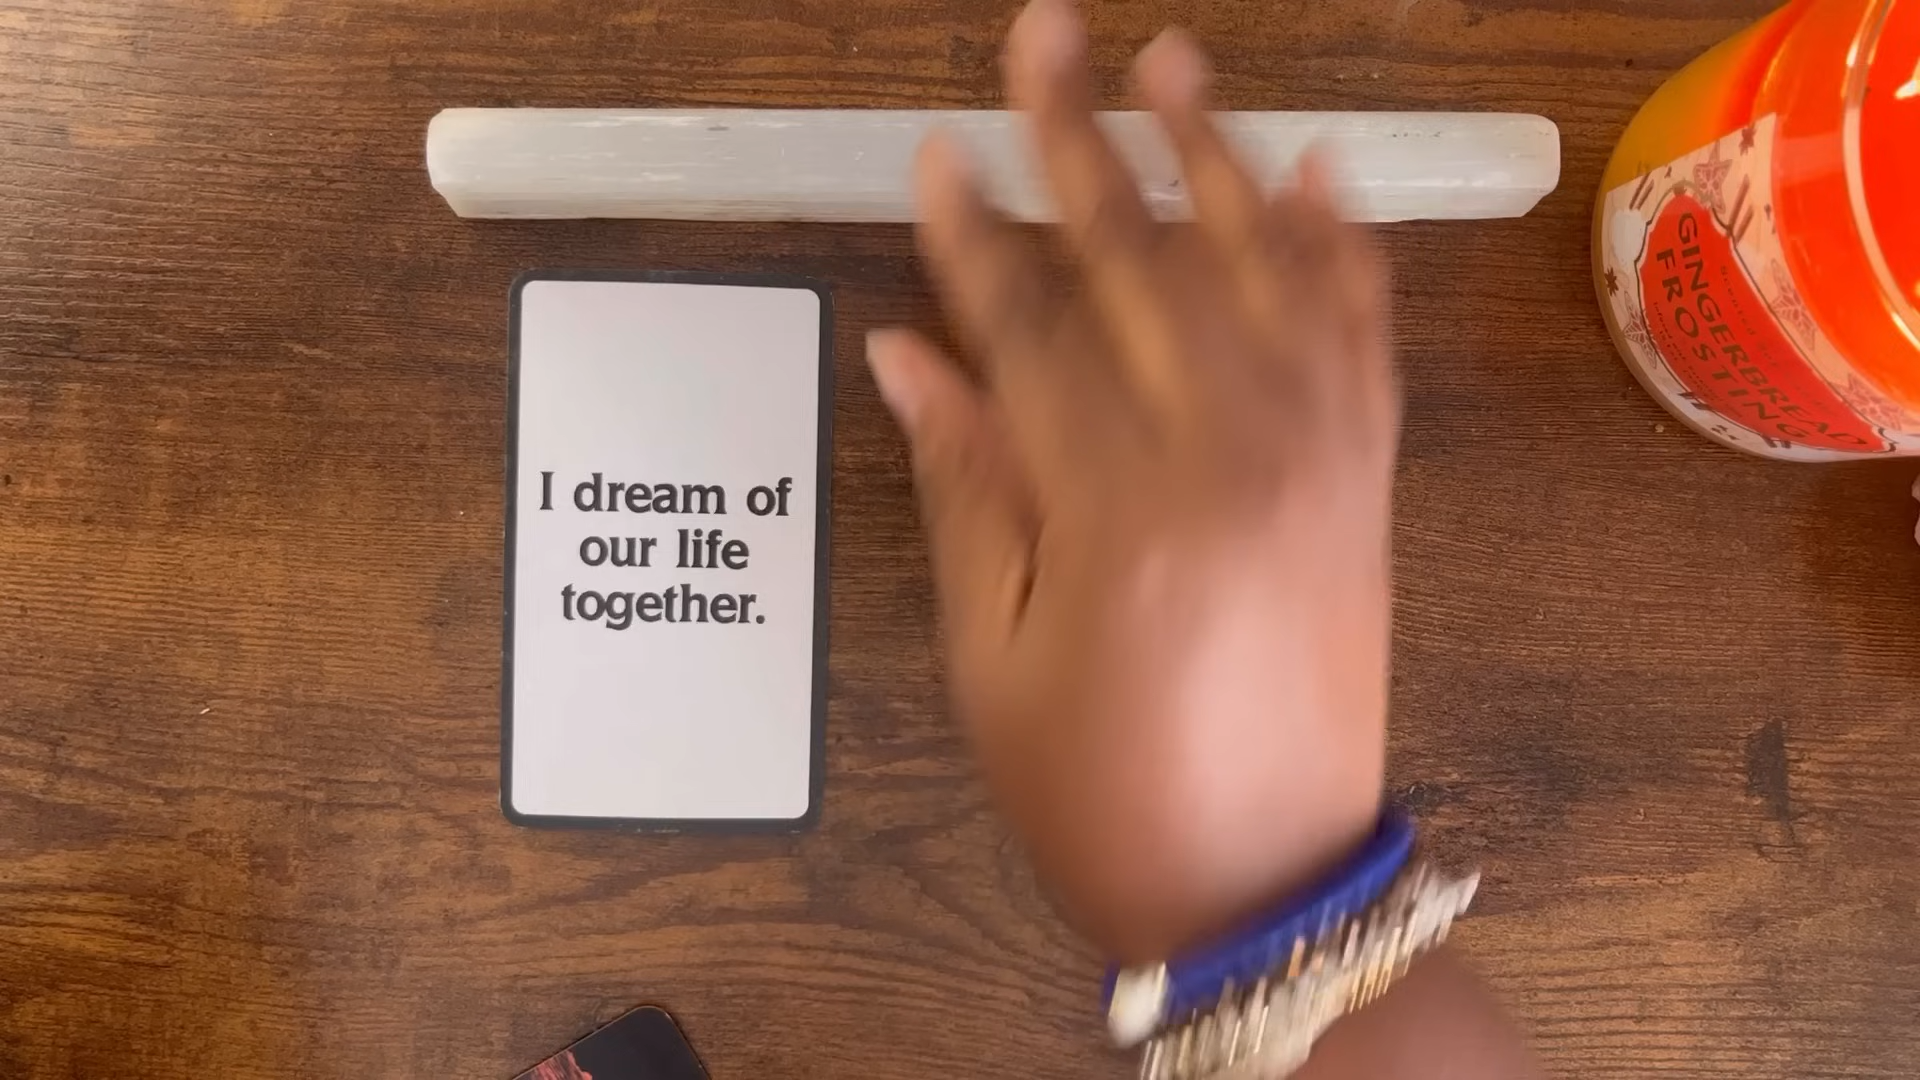 I dream of
our life
together.
GINGERBREAD
FROSTING